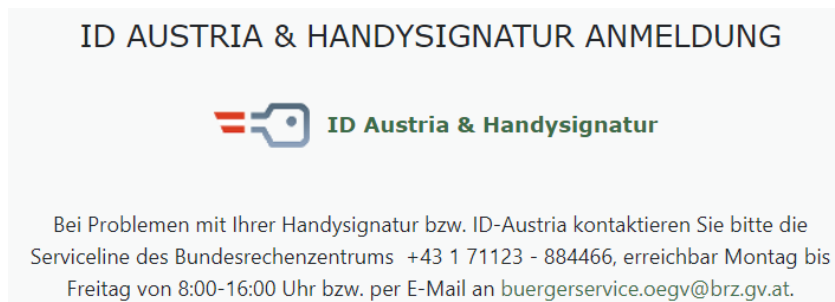 ID AUSTRIA & HANDYSIGNATUR ANMELDUNG
ID Austria & Handysignatur
Bei Problemen mit Ihrer Handysignatur bzw. ID-Austria kontaktieren Sie bitte die
Serviceline des Bundesrechenzentrums  +43 1 71123 - 884466, erreichbar Montag bis
Freitag von 8:00-16:00 Uhr bzw. per E-Mail an buergerservice.oegv@brz.gv.at.